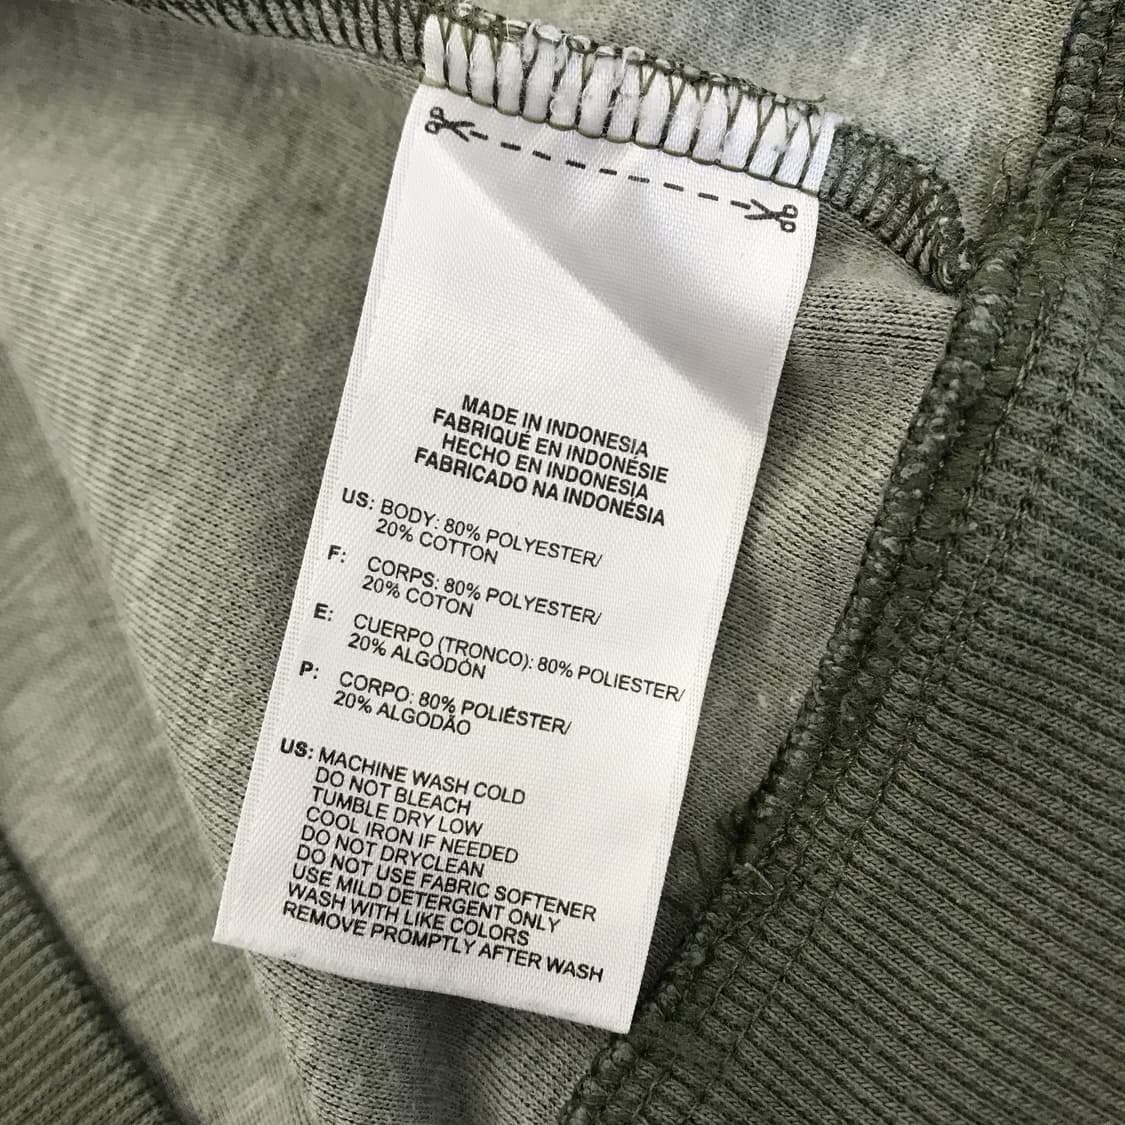 MADE IN INDONESIA
FABRIQUÉ EN INDONÉSIE
HECHO EN INDONESIA
FABRICADO NA INDONÉSIA
US: BODY: 80% POLYESTER/
20% COTTON
F: CORPS: 80% POLYESTER/
20% COTON
E: CUERPO (TRONCO): 80% POLIESTER/
20% ALGODÓN
P: CORPO: 80% POLIÉSTER/
20% ALGODÃO
US: MACHINE WASH COLD
DO NOT BLEACH
TUMBLE DRY LOW
COOL IRON IF NEEDED
DO NOT DRYCLEAN
DO NOT USE FABRIC SOFTENER
USE MILD DETERGENT ONLY
WASH WITH LIKE COLORS
REMOVE PROMPTLY AFTER WASH